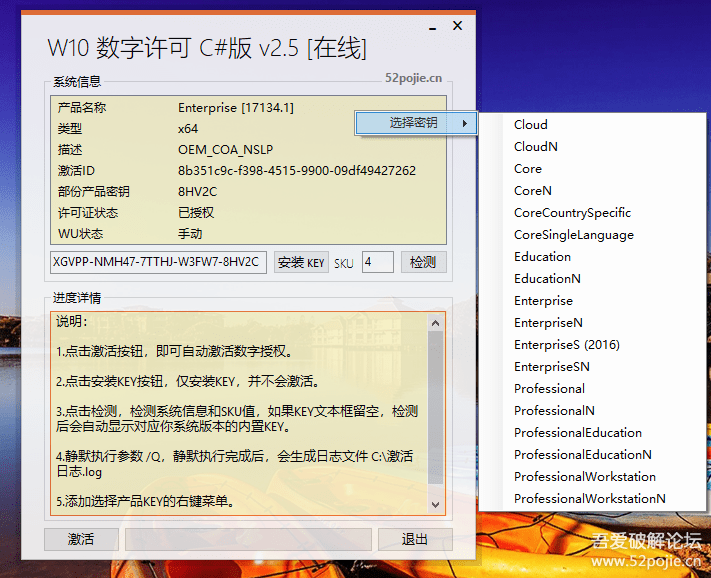 W10 数字许可 C#版 v2.5 [在线]
系统信息
52pojie.cn
产品名称 Enterprise [17134.1]
类型 x64
描述 OEM_COA_NSLP
激活ID 8b351c9c-f398-4515-9900-09df49427262
部份产品密钥 8HV2C
许可证状态 已授权
WU状态 手动
XGVPP-NMH47-7TTHJ-W3FW7-8HV2C 安装 KEY SKU 4 检测
进度详情
说明：
1.点击激活按钮，即可自动激活数字授权。
2.点击安装KEY按钮，仅安装KEY，并不会激活。
3.点击检测，检测系统信息和SKU值，如果KEY文本框留空，检测
后会自动显示对应你系统版本的内置KEY。
4.静默执行参数 /Q，静默执行完成后，会生成日志文件 C:\激活
日志.log
5.添加选择产品KEY的右键菜单。
激活 退出
选择密钥
Cloud
CloudN
Core
CoreN
CoreCountrySpecific
CoreSingleLanguage
Education
EducationN
Enterprise
EnterpriseN
EnterpriseS (2016)
EnterpriseSN
Professional
ProfessionalN
ProfessionalEducation
ProfessionalEducationN
ProfessionalWorkstation
ProfessionalWorkstationN
吾爱破解论坛
www.52pojie.cn